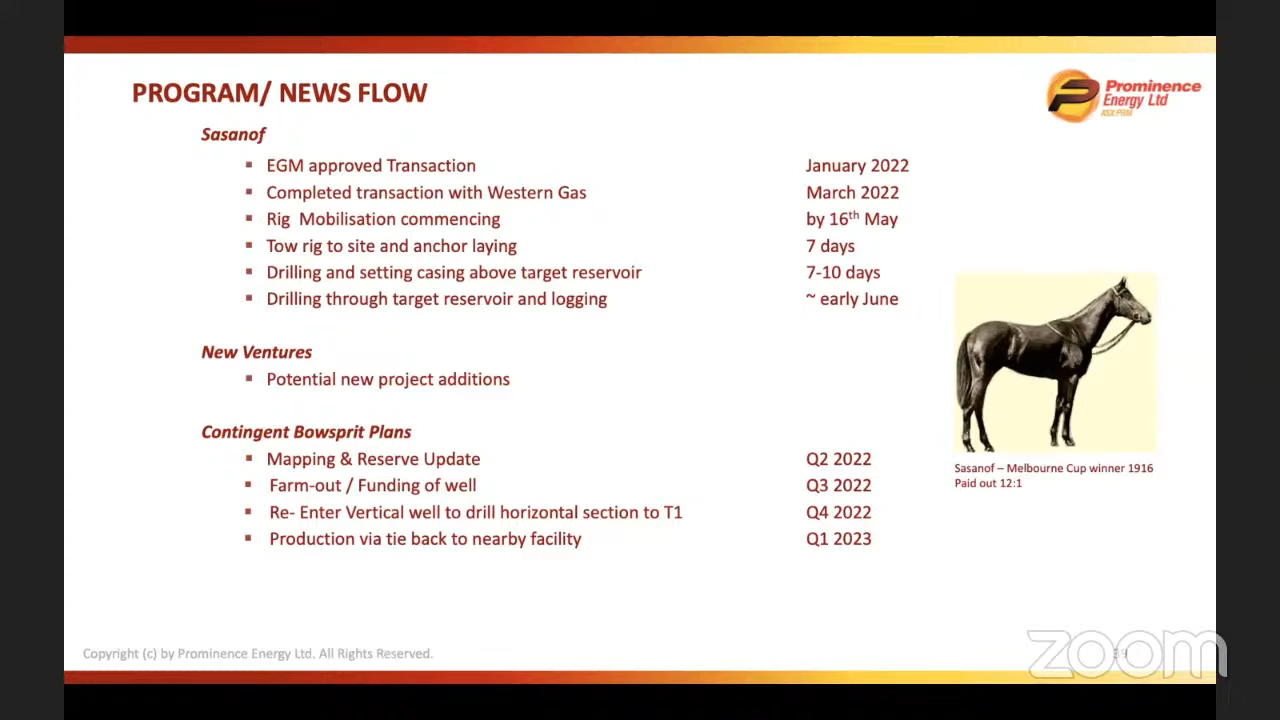 PROGRAM/ NEWS FLOW
Prominence
Energy Ltd
ASX:PRM
Sasanof
▪ EGM approved Transaction January 2022
▪ Completed transaction with Western Gas March 2022
▪ Rig Mobilisation commencing by 16th May
▪ Tow rig to site and anchor laying 7 days
▪ Drilling and setting casing above target reservoir 7-10 days
▪ Drilling through target reservoir and logging ~ early June
New Ventures
▪ Potential new project additions
Contingent Bowsprit Plans
▪ Mapping & Reserve Update Q2 2022
▪ Farm-out / Funding of well Q3 2022
▪ Re- Enter Vertical well to drill horizontal section to T1 Q4 2022
▪ Production via tie back to nearby facility Q1 2023
Sasanof – Melbourne Cup winner 1916
Paid out 12:1
Copyright (c) by Prominence Energy Ltd. All Rights Reserved.
zoom